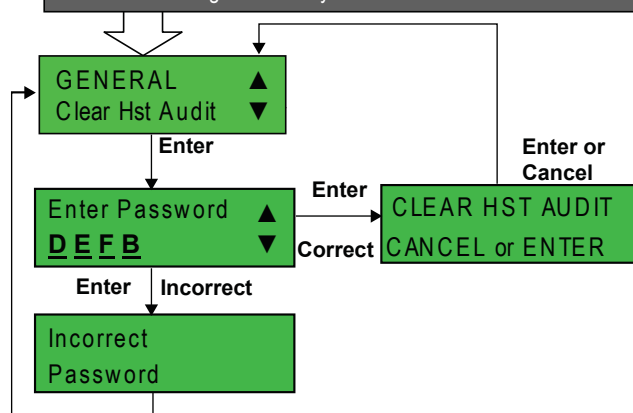 GENERAL ▲
Clear Hst Audit ▼
Enter
Enter Password ▲
D E F B ▼
Enter
Correct
Enter or
Cancel
CLEAR HST AUDIT
CANCEL or ENTER
Enter Incorrect
Incorrect
Password